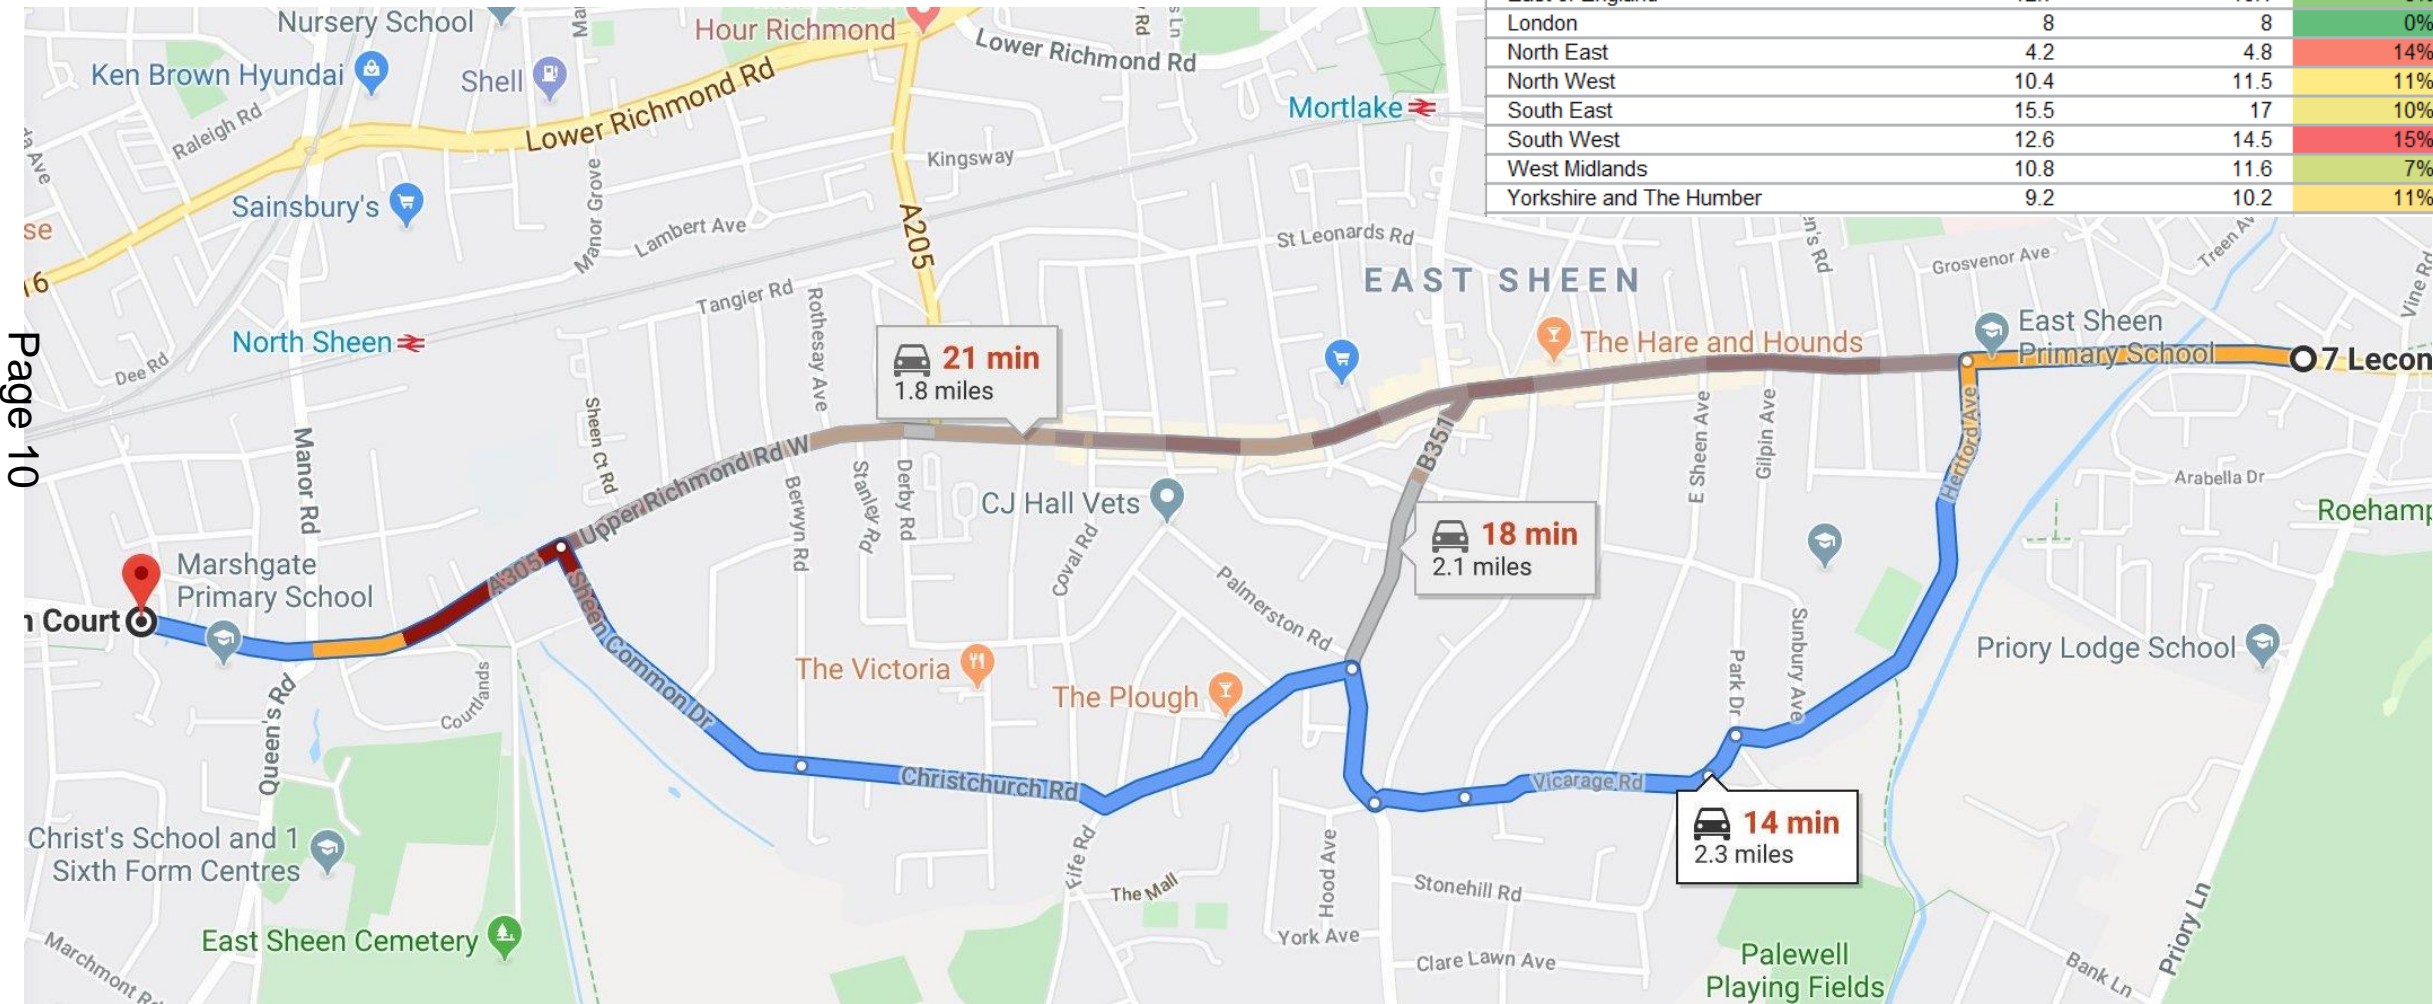 Nursery School
Hour Richmond
Lower Richmond Rd
Rd
s Ln
London 8 8 0%
North East 4.2 4.8 14%
North West 10.4 11.5 11%
South East 15.5 17 10%
South West 12.6 14.5 15%
West Midlands 10.8 11.6 7%
Yorkshire and The Humber 9.2 10.2 11%
Ken Brown Hyundai
Shell
Lower Richmond Rd
Mortlake
Raleigh Rd
Kingsway
Sainsbury's
Manor Grove
Lambert Ave
A205
St Leonards Rd
EAST SHEEN
Grosvenor Ave
Treen Av
Vine Rd
se
16
Tangier Rd
Rothesay Ave
North Sheen
Dee Rd
Page 10
21 min
1.8 miles
The Hare and Hounds
East Sheen
Primary School
7 Lecon
Manor Rd
Sheen Ct Rd
Upper Richmond Rd W
Berwyn Rd
Stanley Rd
Derby Rd
CJ Hall Vets
Coval Rd
B351
E Sheen Ave
Gilpin Ave
Hertford Ave
Arabella Dr
Roehamp
18 min
2.1 miles
Marshgate
Primary School
A305
Sheen Common Dr
n Court
Palmerston Rd
Park Dr
Sunbury Ave
Priory Lodge School
The Victoria
The Plough
Courtlands
Queen's Rd
Christchurch Rd
Vicarage Rd
14 min
2.3 miles
Christ's School and 1
Sixth Form Centres
Fife Rd
The Mall
Hood Ave
Stonehill Rd
East Sheen Cemetery
York Ave
Clare Lawn Ave
Palewell
Playing Fields
Marchmont Rd
Bank Ln
Priory Ln